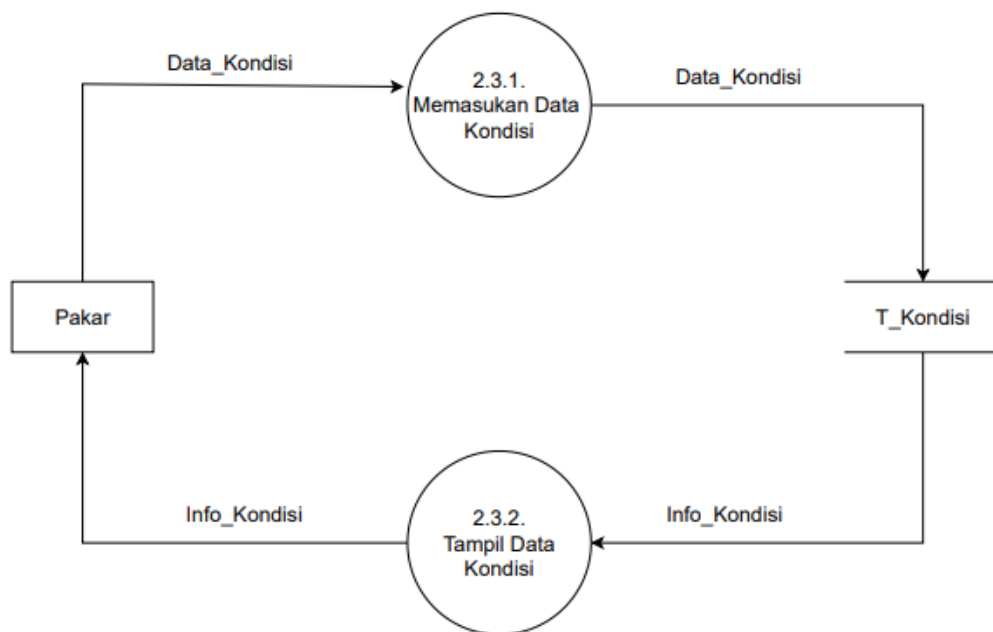 Data_Kondisi
2.3.1.
Memasukan Data
Kondisi
Data_Kondisi
Pakar
T_Kondisi
Info_Kondisi
2.3.2.
Tampil Data
Kondisi
Info_Kondisi